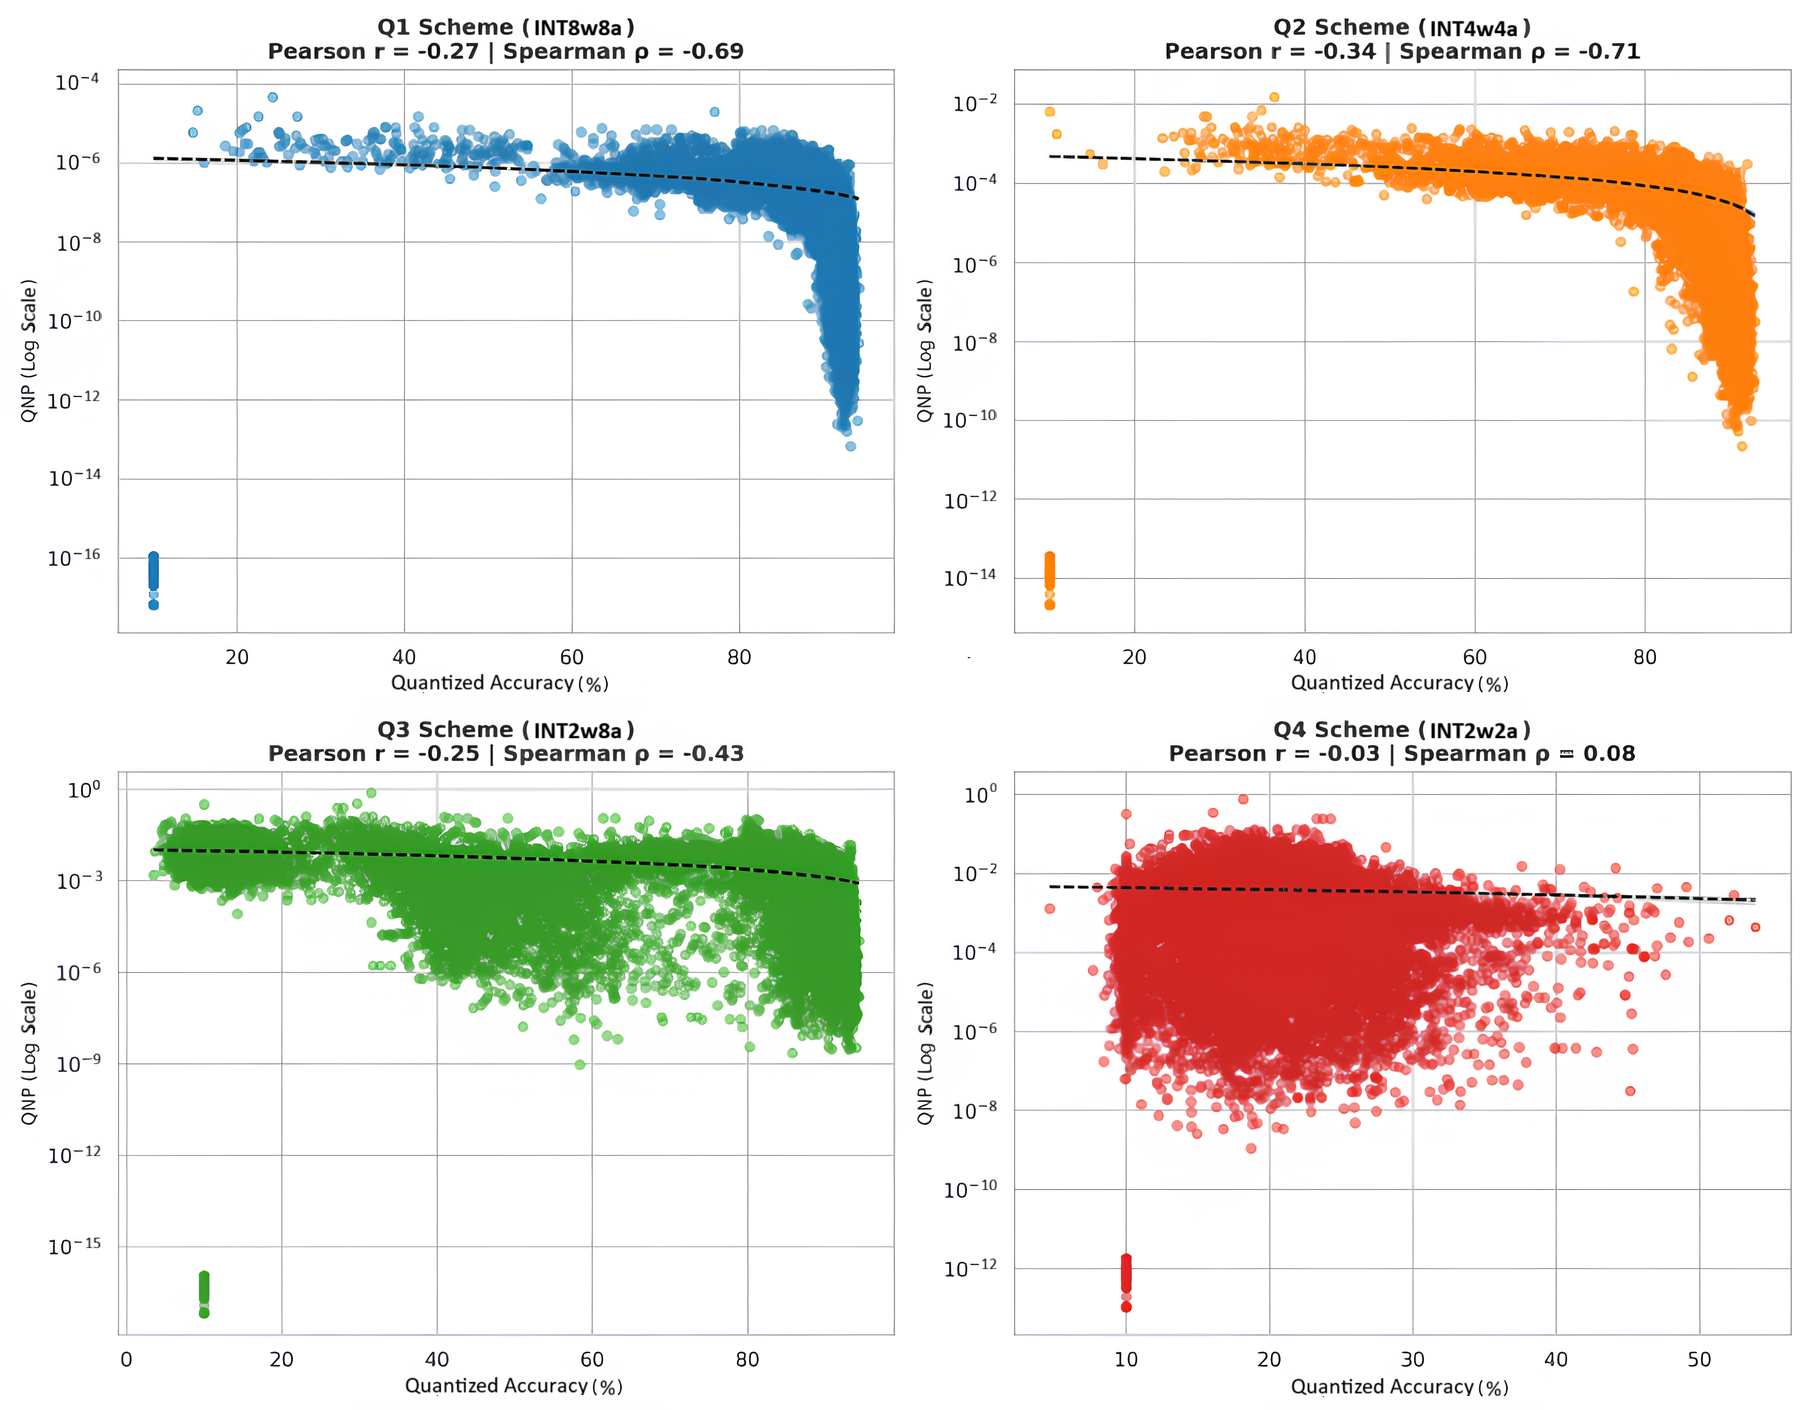 Q1 Scheme (INT8w8a)
Pearson r = -0.27 | Spearman ρ = -0.69
10⁻⁴
10⁻⁶
10⁻⁸
10⁻¹⁰
10⁻¹²
10⁻¹⁴
10⁻¹⁶
QNP (Log Scale)
20 40 60 80
Quantized Accuracy (%)
Q2 Scheme (INT4w4a)
Pearson r = -0.34 | Spearman ρ = -0.71
10⁻²
10⁻⁴
10⁻⁶
10⁻⁸
10⁻¹⁰
10⁻¹²
10⁻¹⁴
QNP (Log Scale)
20 40 60 80
Quantized Accuracy (%)
Q3 Scheme (INT2w8a)
Pearson r = -0.25 | Spearman ρ = -0.43
10⁰
10⁻³
10⁻⁶
10⁻⁹
10⁻¹²
10⁻¹⁵
QNP (Log Scale)
0 20 40 60 80
Quantized Accuracy (%)
Q4 Scheme (INT2w2a)
Pearson r = -0.03 | Spearman ρ = 0.08
10⁰
10⁻²
10⁻⁴
10⁻⁶
10⁻⁸
10⁻¹⁰
10⁻¹²
QNP (Log Scale)
10 20 30 40 50
Quantized Accuracy (%)